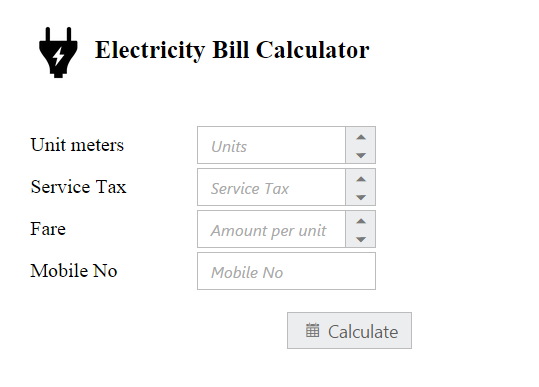 Electricity Bill Calculator
Unit meters Units
Service Tax Service Tax
Fare Amount per unit
Mobile No Mobile No
Calculate